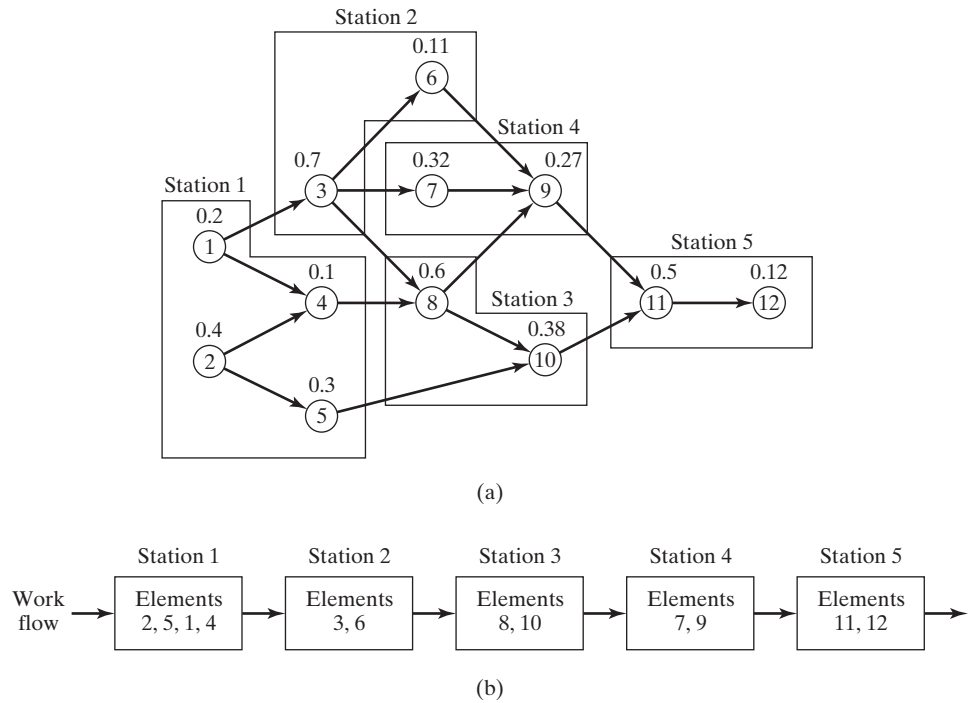 Station 2
0.11
6
Station 4
0.7
0.32
0.27
3
7
9
Station 1
0.2
1
Station 5
0.1
0.6
0.5
0.12
4
8
Station 3
11
12
0.4
0.38
2
10
0.3
5
(a)
Station 1
Station 2
Station 3
Station 4
Station 5
Work
flow
Elements
2, 5, 1, 4
Elements
3, 6
Elements
8, 10
Elements
7, 9
Elements
11, 12
(b)